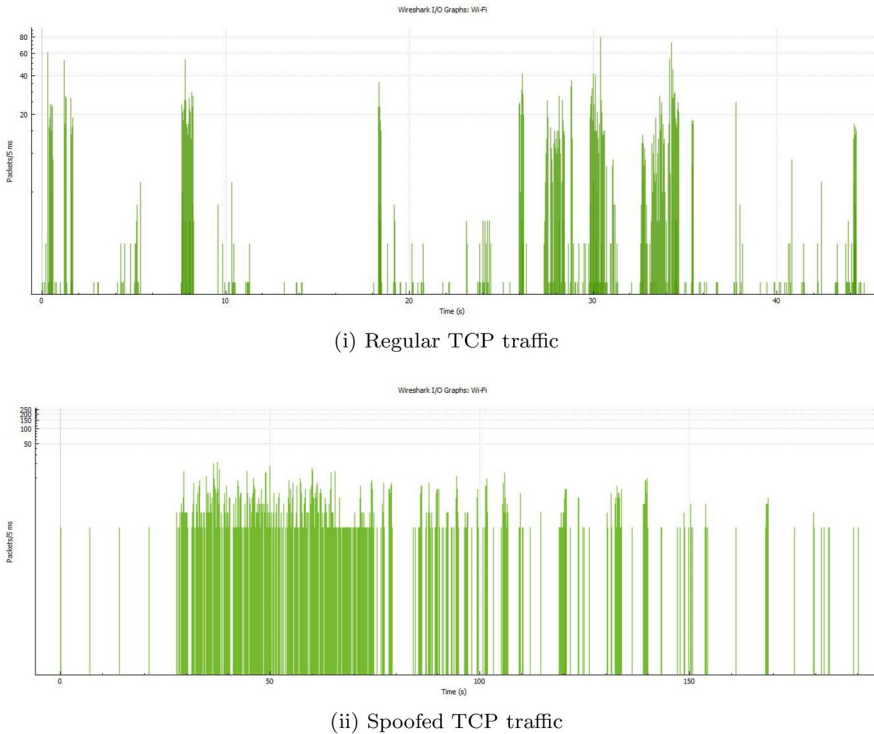 Wireshark I/O Graphs: Wi-Fi
80
60
40
20
Packets/5 ms
0 10 20 30 40
Time (s)
(i) Regular TCP traffic
Wireshark I/O Graphs: Wi-Fi
250
200
150
100
50
Packets/5 ms
0 50 100 150
Time (s)
(ii) Spoofed TCP traffic